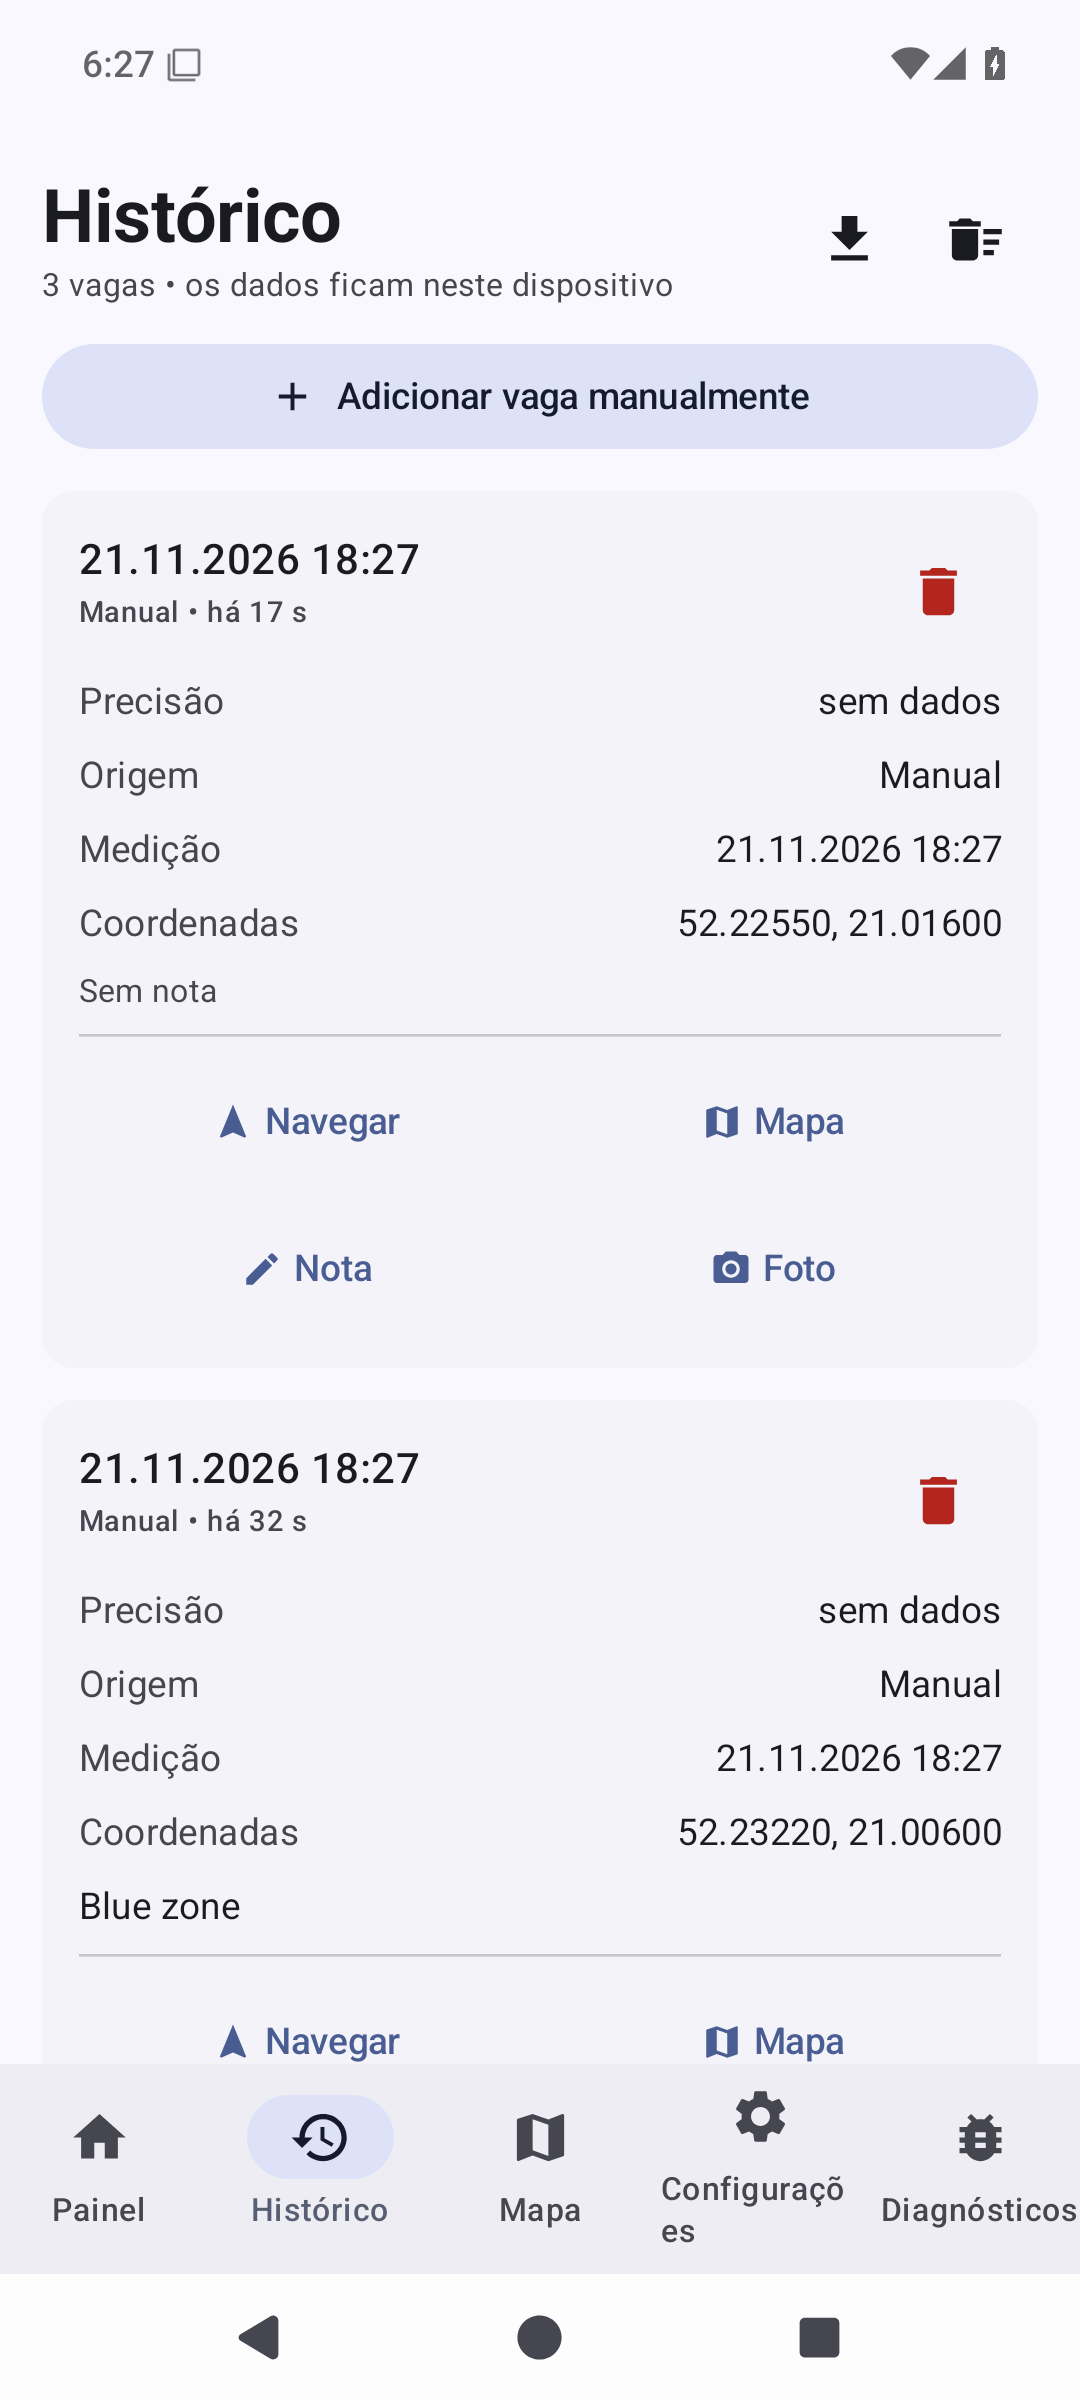 6:27
Histórico
3 vagas • os dados ficam neste dispositivo
Adicionar vaga manualmente
21.11.2026 18:27
Manual • há 17 s
Precisão sem dados
Origem Manual
Medição 21.11.2026 18:27
Coordenadas 52.22550, 21.01600
Sem nota
Navegar Mapa
Nota Foto
21.11.2026 18:27
Manual • há 32 s
Precisão sem dados
Origem Manual
Medição 21.11.2026 18:27
Coordenadas 52.23220, 21.00600
Blue zone
Navegar Mapa
Painel Histórico Mapa Configuraçõ
es Diagnósticos